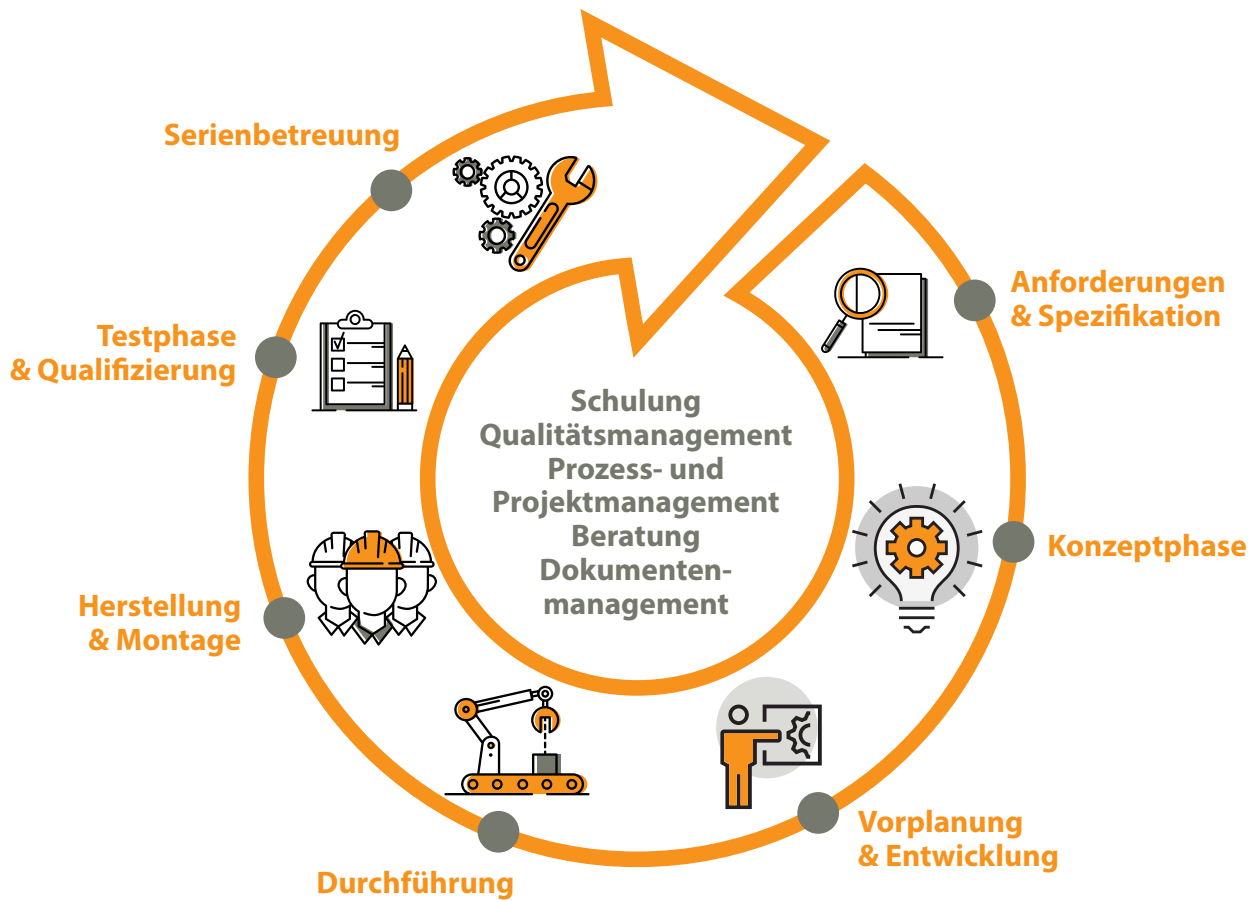 Serienbetreuung
Anforderungen
& Spezifikation
Testphase
& Qualifizierung
Schulung
Qualitätsmanagement
Prozess- und
Projektmanagement
Beratung
Dokumenten-
management
Konzeptphase
Herstellung
& Montage
Vorplanung
& Entwicklung
Durchführung